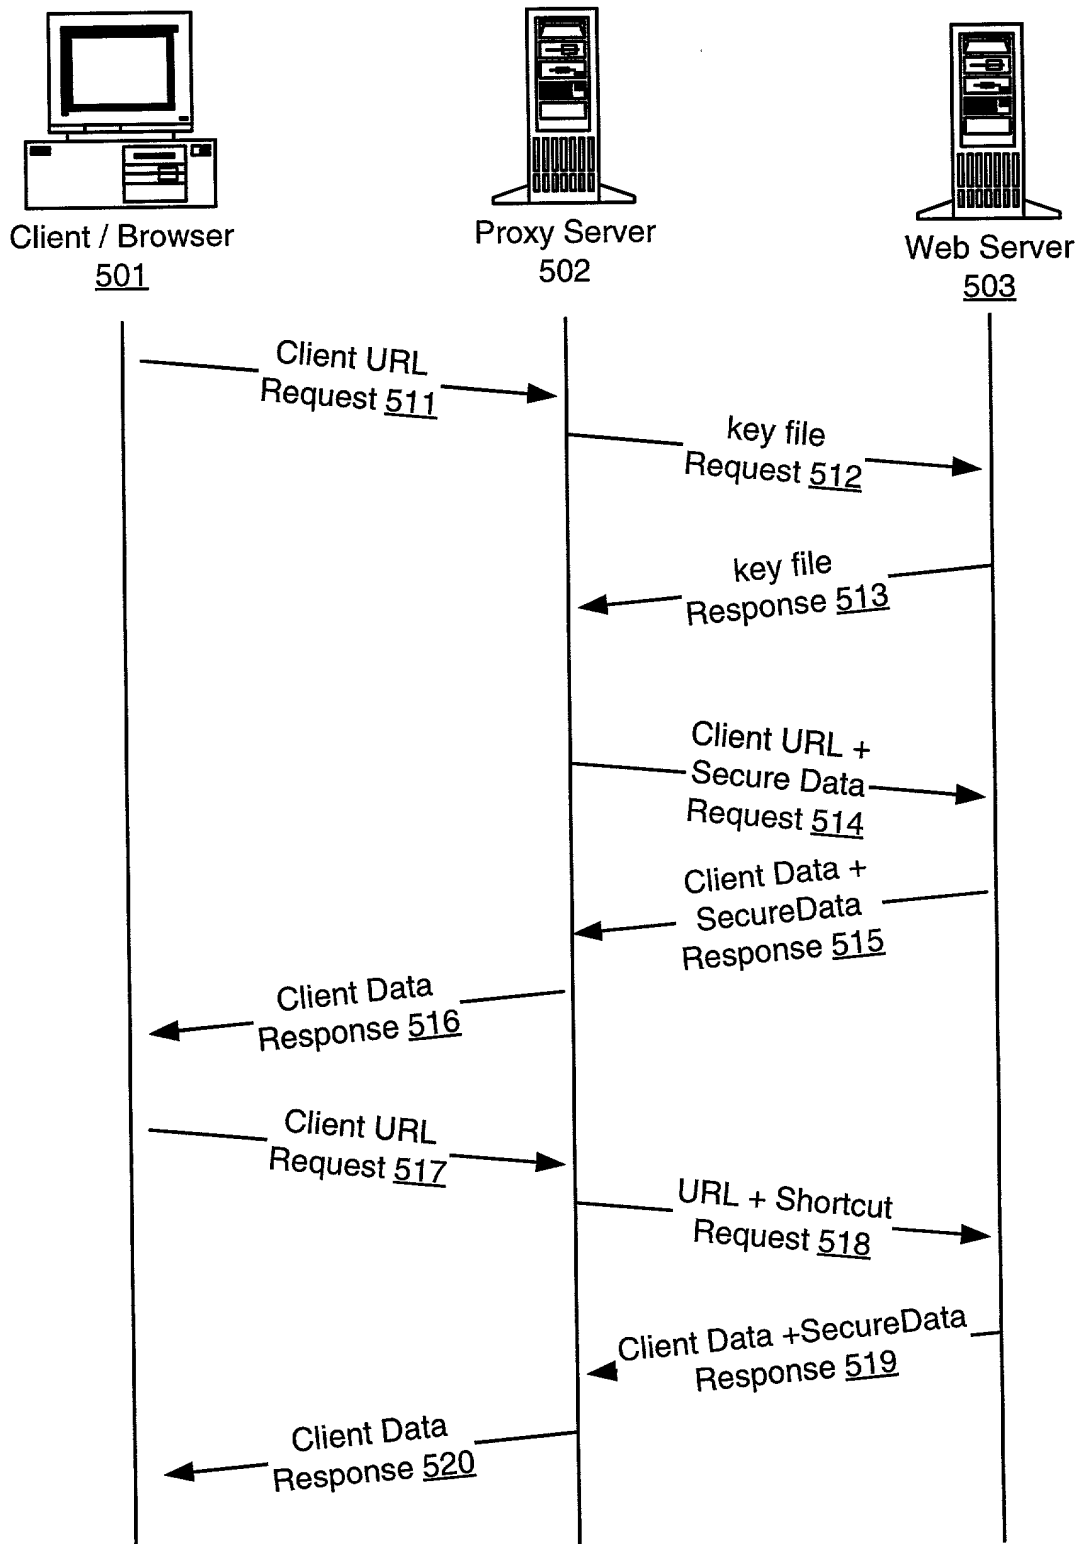 Client / Browser
501
Proxy Server
502
Web Server
503
Client URL
Request 511
key file
Request 512
key file
Response 513
Client URL +
Secure Data
Request 514
Client Data +
SecureData
Response 515
Client Data
Response 516
Client URL
Request 517
URL + Shortcut
Request 518
Client Data +SecureData
Response 519
Client Data
Response 520